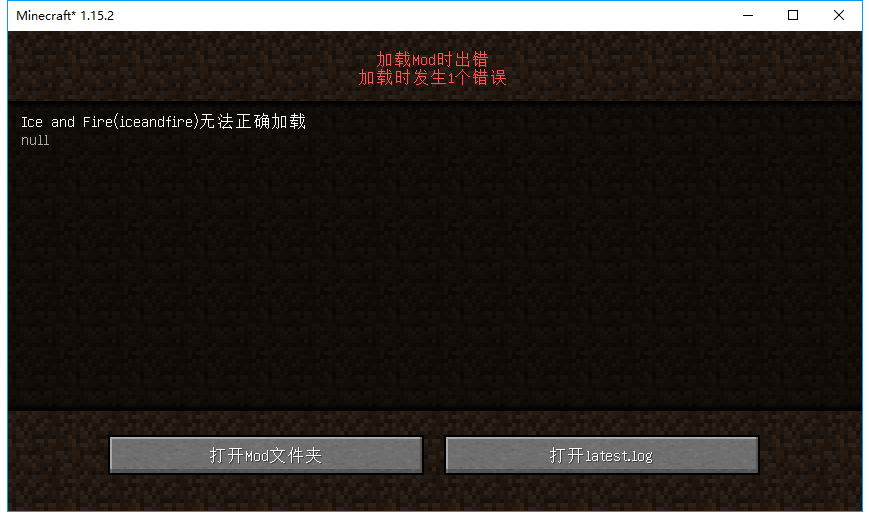 Minecraft* 1.15.2
加载Mod时出错
加载时发生1个错误
Ice and Fire(iceandfire)无法正确加载
null
打开Mod文件夹
打开latest.log